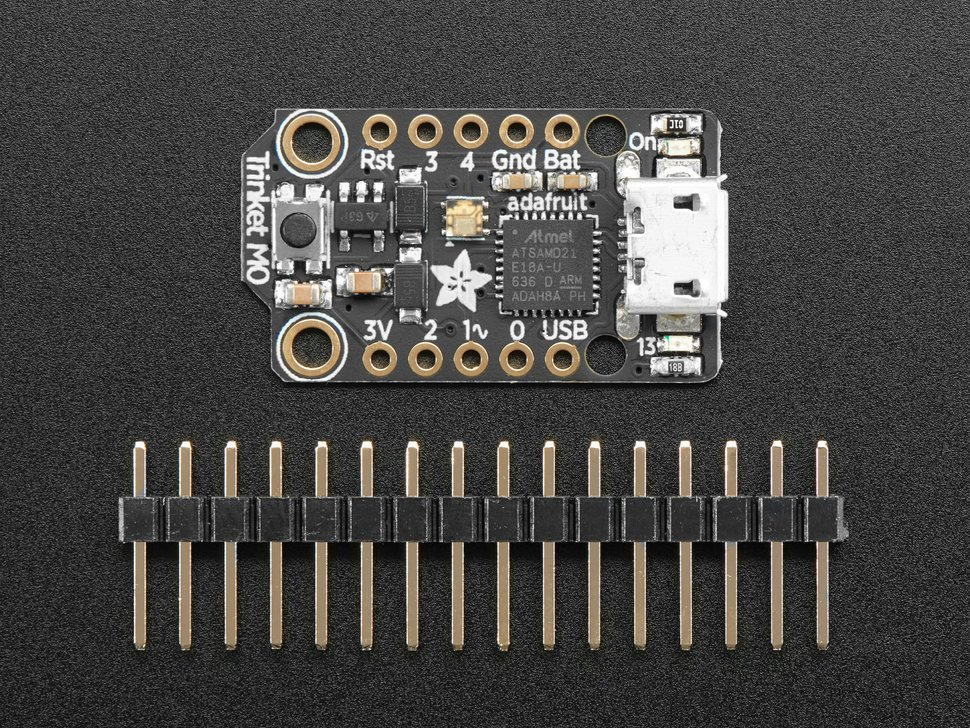 Trinket M0
Rst 3 4 Gnd Bat
On
adafruit
Atmel
ATSAMD21
E18A-U
636 D ARM
ADAH8A PH
3V 2 1~ 0 USB
13
18B